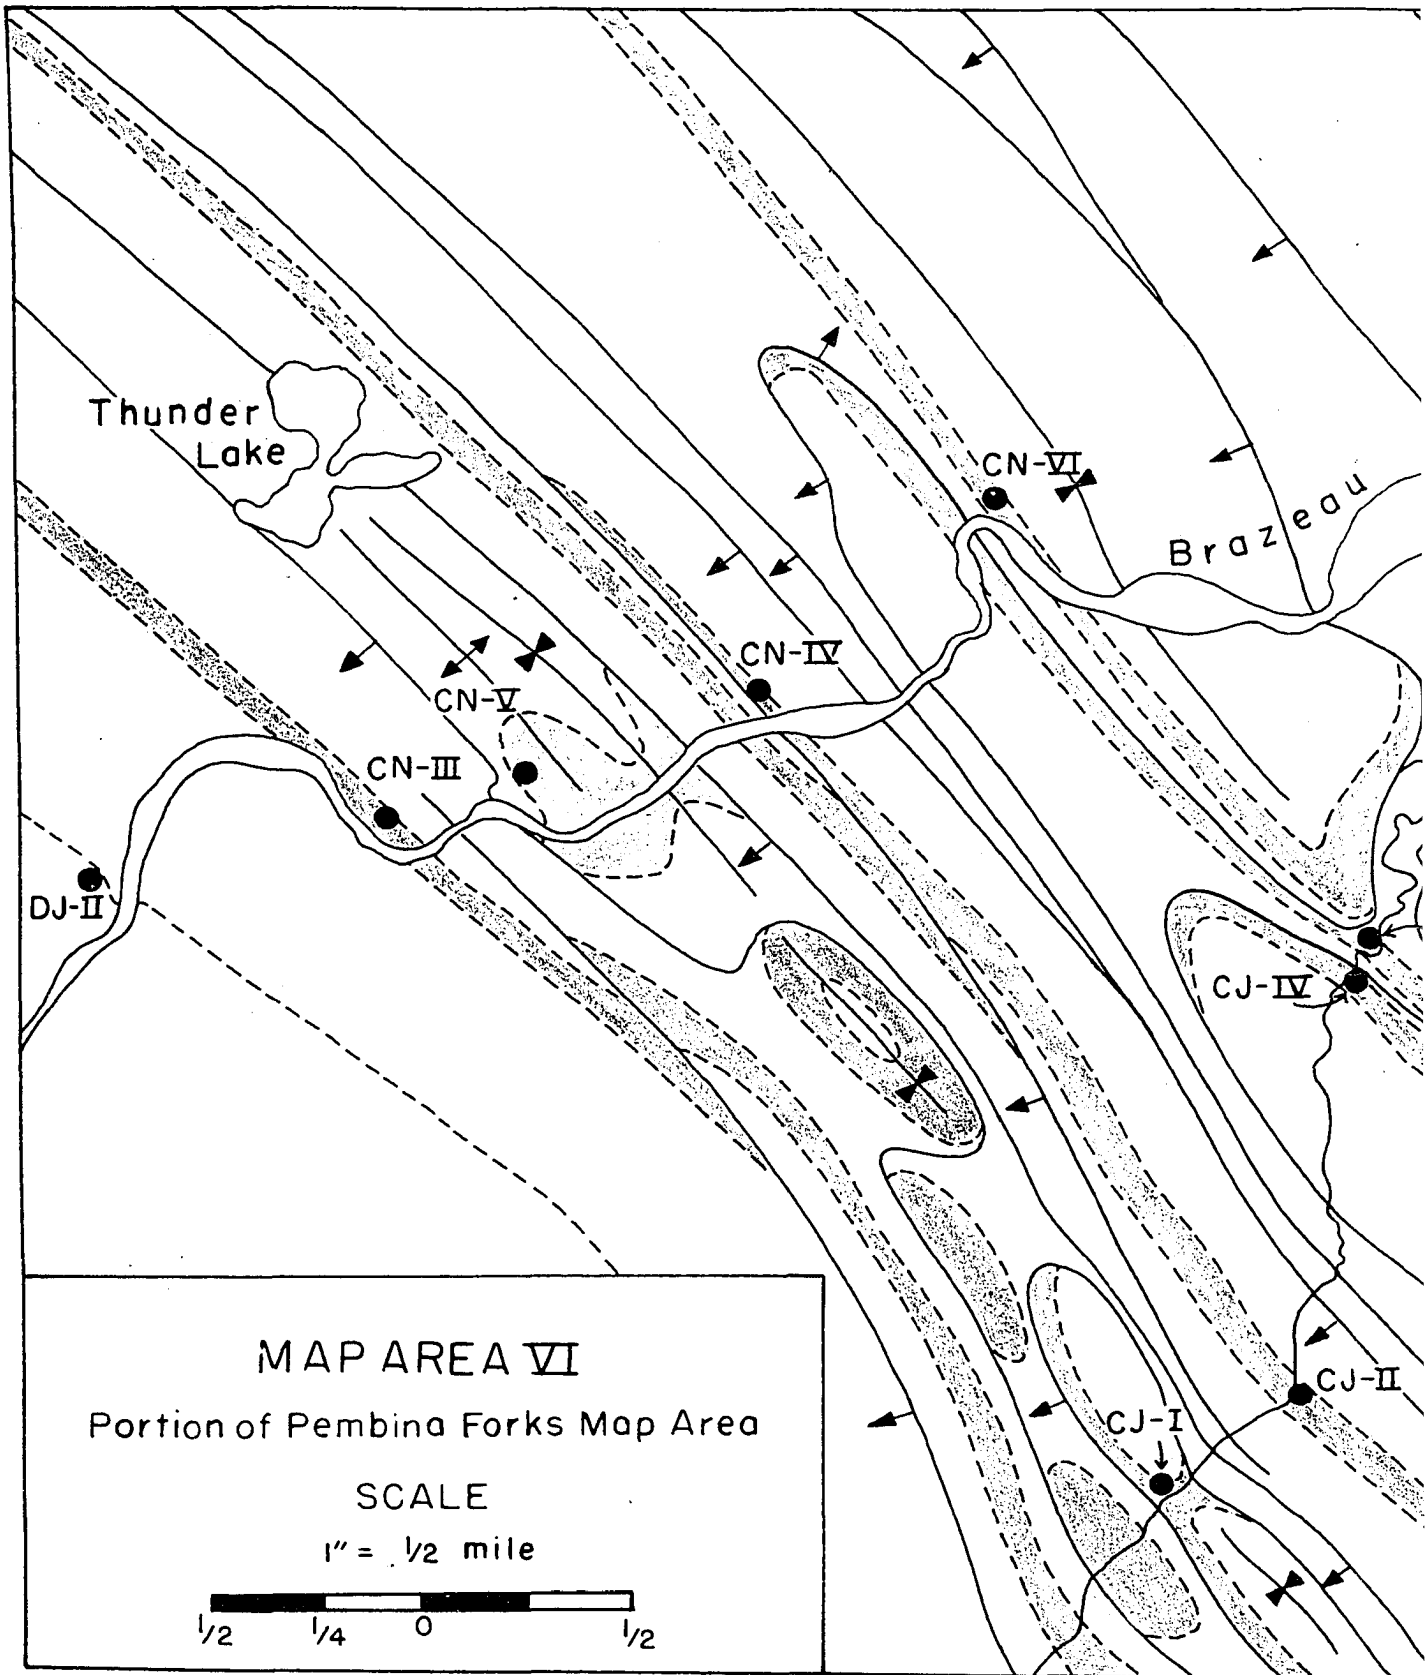 Thunder
Lake
CN-VI
Brazeau
CN-IV
CN-V
CN-III
DJ-II
CJ-IV
CJ-II
CJ-I
MAP AREA VI
Portion of Pembina Forks Map Area
SCALE
1" = 1/2 mile
1/2 1/4 0 1/2